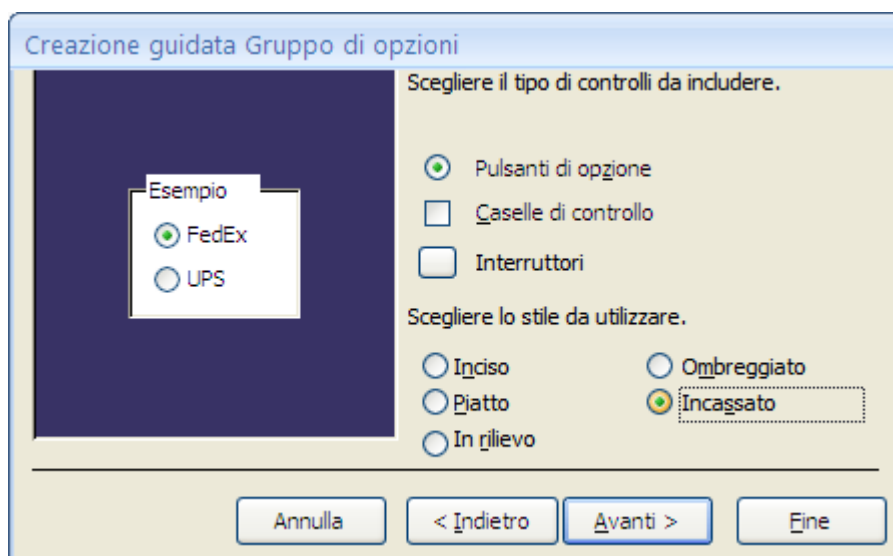 Creazione guidata Gruppo di opzioni
Scegliere il tipo di controlli da includere.
Esempio
FedEx
UPS
Pulsanti di opzione
Caselle di controllo
Interruttori
Scegliere lo stile da utilizzare.
Inciso
Ombreggiato
Piatto
Incassato
In rilievo
Annulla
< Indietro
Avanti >
Fine